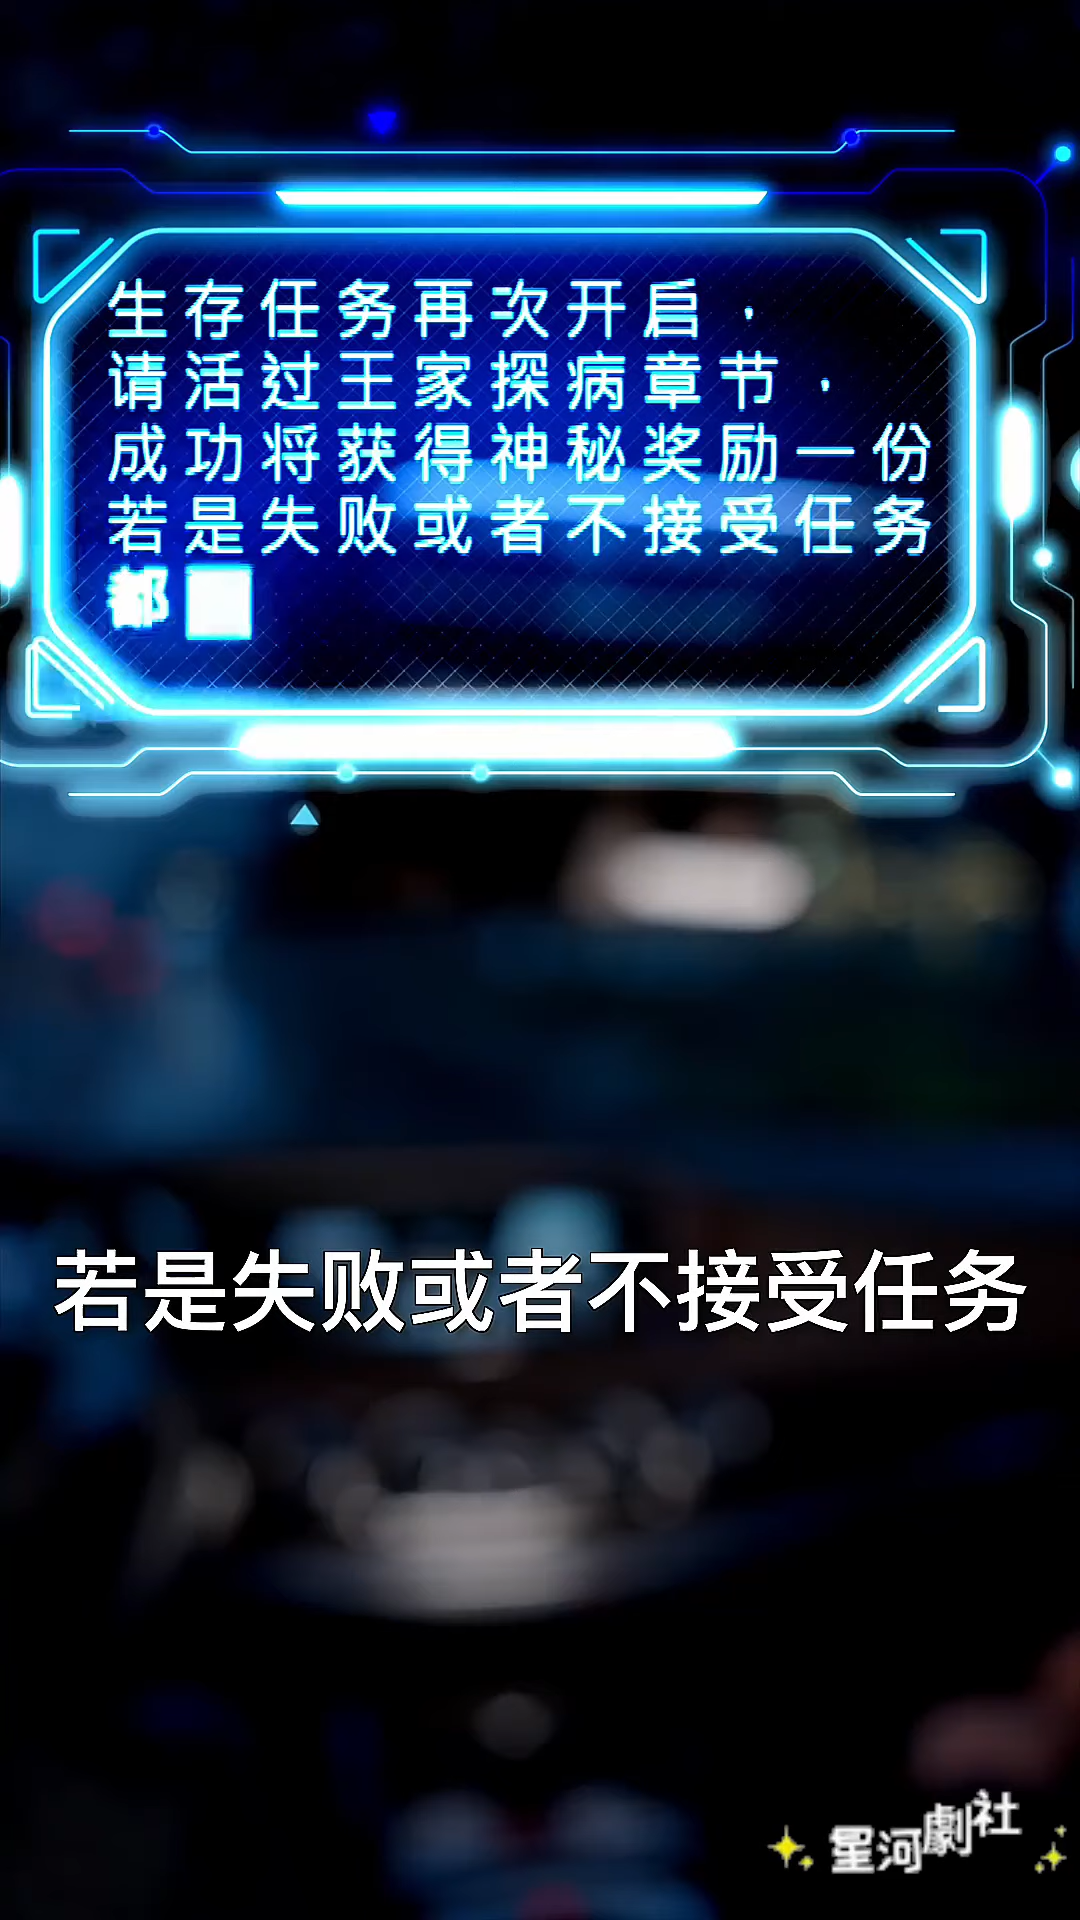 生存任务再次开启，
请活过王家探病章节，
成功将获得神秘奖励一份
若是失败或者不接受任务
都
若是失败或者不接受任务
星河劇社